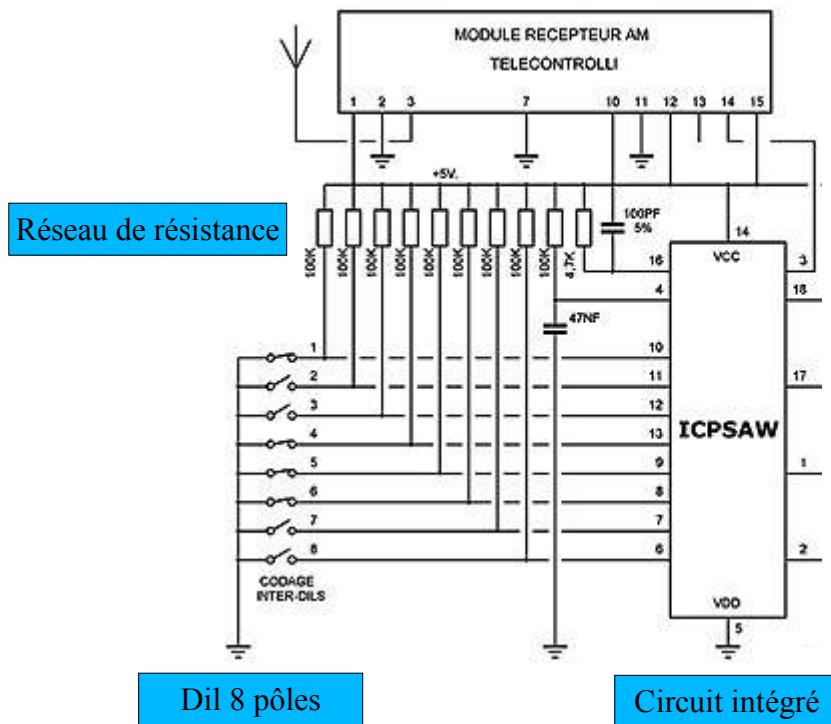 MODULE RECEPTEUR AM
TELECONTROLLI
1 2 3 7 10 11 12 13 14 15
+5V.
Réseau de résistance
100K 100K 100K 100K 100K 100K 100K 100K 100K 4,7K
100PF
5%
14
VCC
16
3
4
18
47NF
1
10
2
11
17
3
12
4
13
ICPSAW
5
9
1
6
8
7
7
8
6
2
CODAGE
INTER-DILS
VDD
5
Dil 8 pôles
Circuit intégré